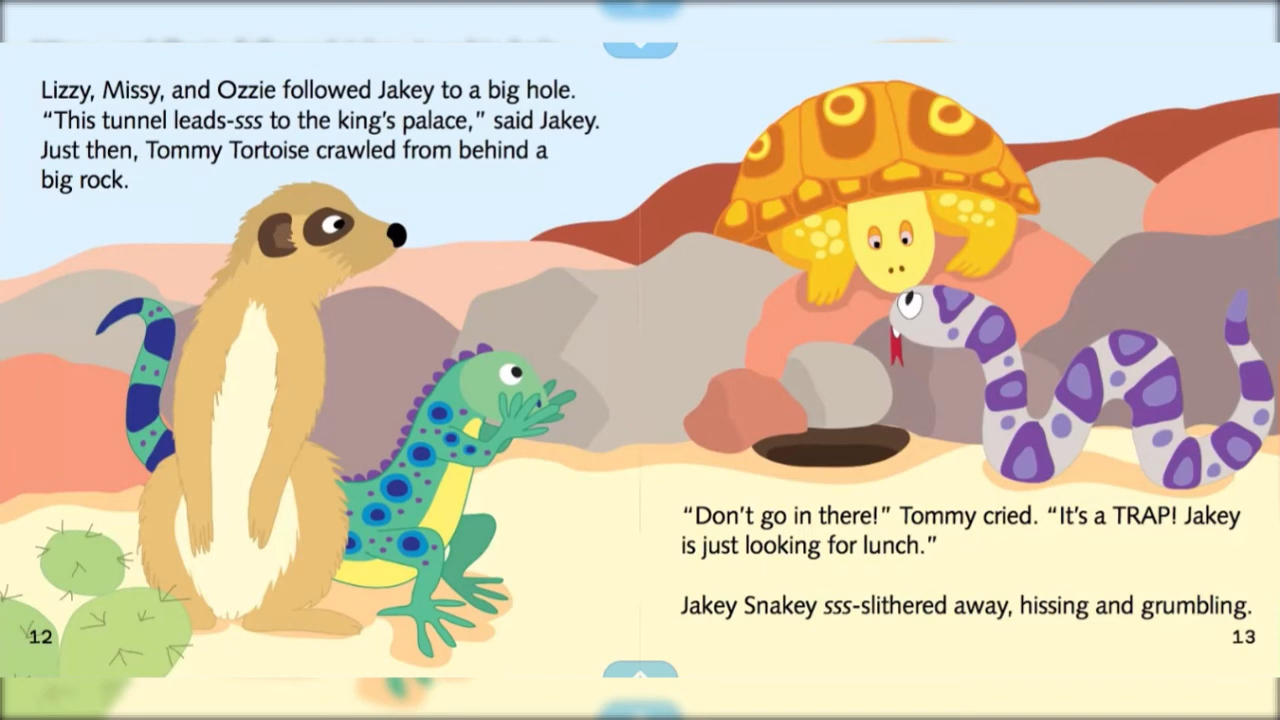 Lizzy, Missy, and Ozzie followed Jakey to a big hole.
“This tunnel leads-sss to the king’s palace,” said Jakey.
Just then, Tommy Tortoise crawled from behind a
big rock.
“Don’t go in there!” Tommy cried. “It’s a TRAP! Jakey
is just looking for lunch.”
Jakey Snakey sss-slithered away, hissing and grumbling.
12
13